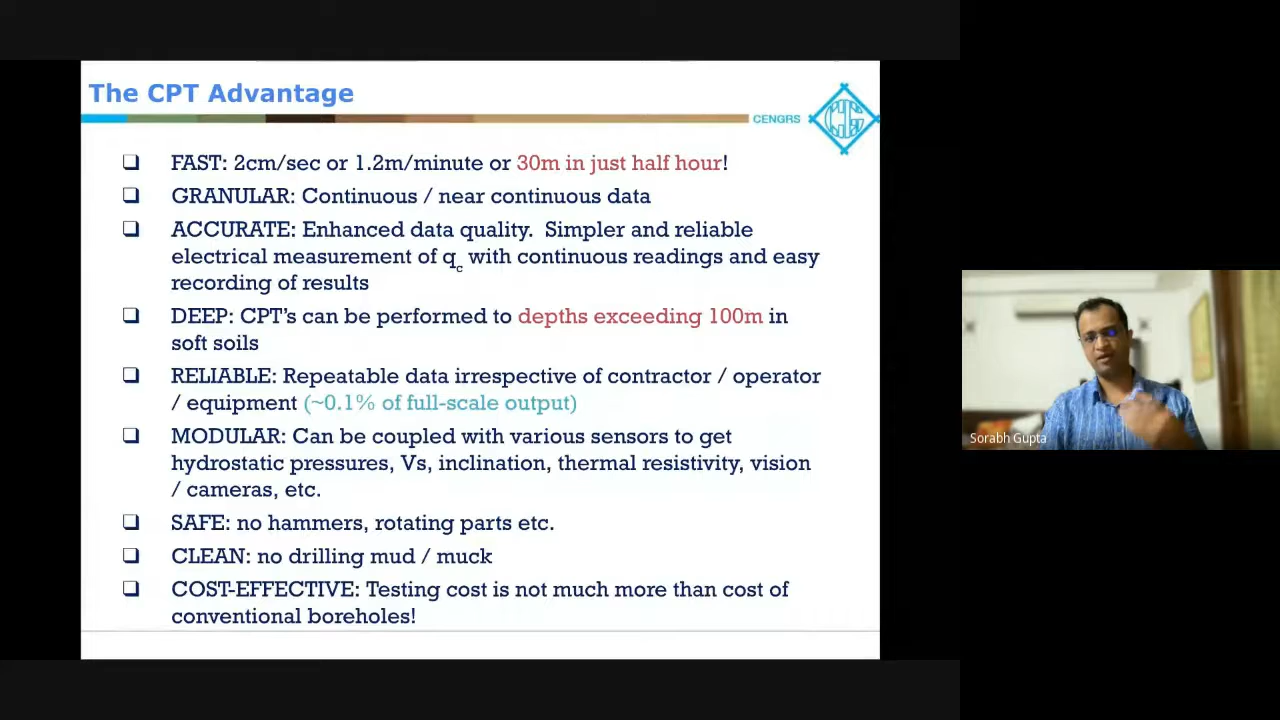 The CPT Advantage
CENGRS
❑ FAST: 2cm/sec or 1.2m/minute or 30m in just half hour!
❑ GRANULAR: Continuous / near continuous data
❑ ACCURATE: Enhanced data quality.  Simpler and reliable
electrical measurement of qc with continuous readings and easy
recording of results
❑ DEEP: CPT’s can be performed to depths exceeding 100m in
soft soils
❑ RELIABLE: Repeatable data irrespective of contractor / operator
/ equipment (~0.1% of full-scale output)
❑ MODULAR: Can be coupled with various sensors to get
hydrostatic pressures, Vs, inclination, thermal resistivity, vision
/ cameras, etc.
❑ SAFE: no hammers, rotating parts etc.
❑ CLEAN: no drilling mud / muck
❑ COST-EFFECTIVE: Testing cost is not much more than cost of
conventional boreholes!
Sorabh Gupta